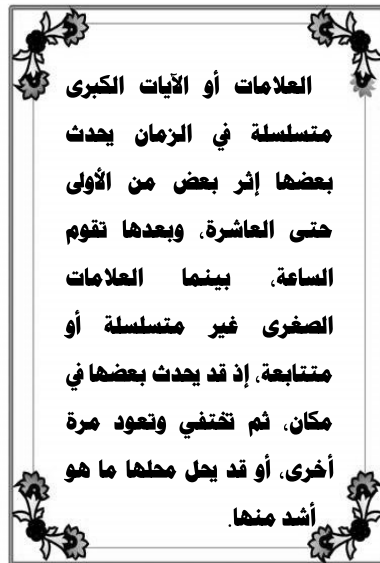 العلامات أو الآيات الكبرى
متسلسلة في الزمان يحدث
بعضها إثر بعض من الأولى
حتى العاشرة، وبعدها تقوم
الساعة، بينما العلامات
الصغرى غير متسلسلة أو
متتابعة، إذ قد يحدث بعضها في
مكان، ثم تختفي وتعود مرة
أخرى، أو قد يحل محلها ما هو
أشد منها.